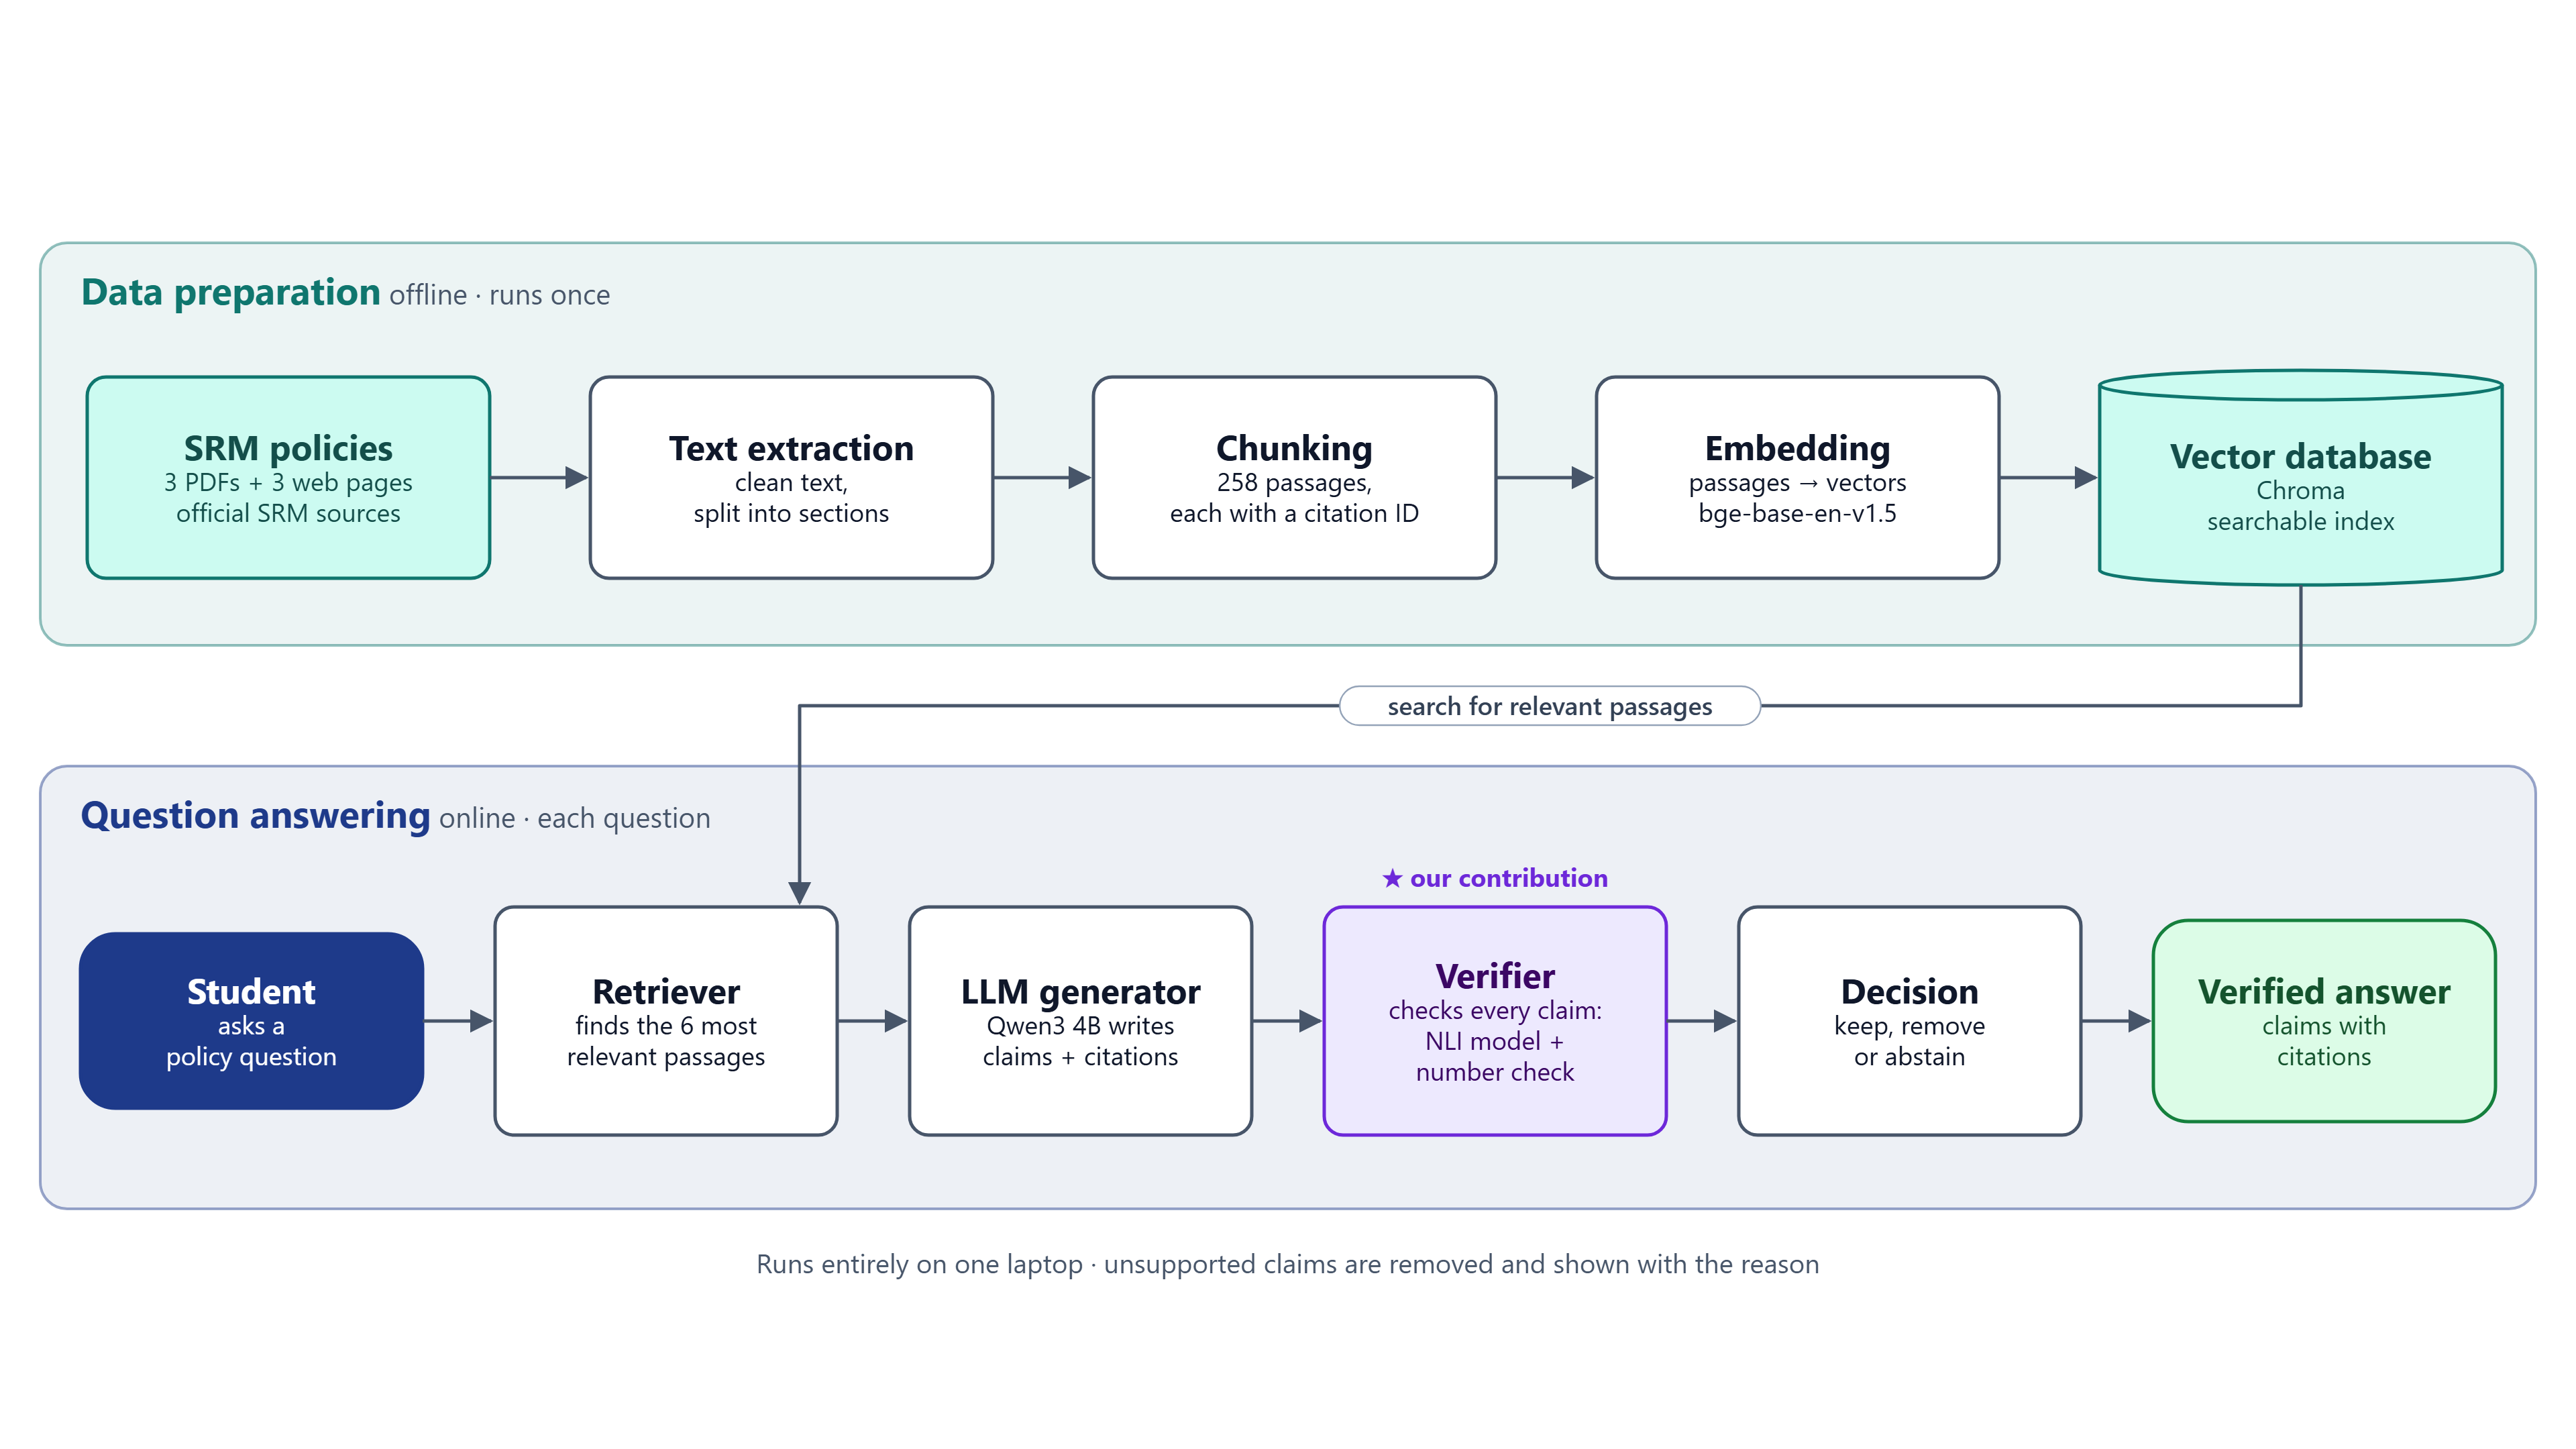 Data preparation offline · runs once
SRM policies
3 PDFs + 3 web pages
official SRM sources
Text extraction
clean text,
split into sections
Chunking
258 passages,
each with a citation ID
Embedding
passages → vectors
bge-base-en-v1.5
Vector database
Chroma
searchable index
search for relevant passages
Question answering online · each question
Student
asks a
policy question
Retriever
finds the 6 most
relevant passages
LLM generator
Qwen3 4B writes
claims + citations
★ our contribution
Verifier
checks every claim:
NLI model +
number check
Decision
keep, remove
or abstain
Verified answer
claims with
citations
Runs entirely on one laptop · unsupported claims are removed and shown with the reason